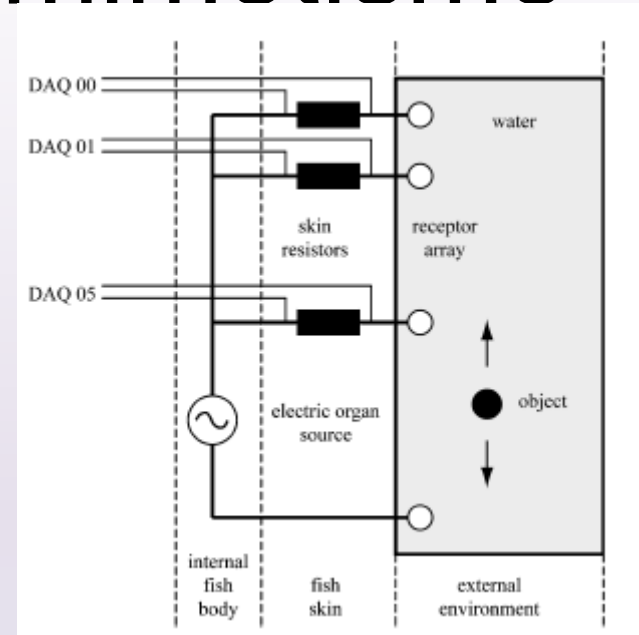 DAQ 00
water
DAQ 01
skin
resistors
receptor
array
DAQ 05
object
electric organ
source
internal
fish
body
fish
skin
external
environment